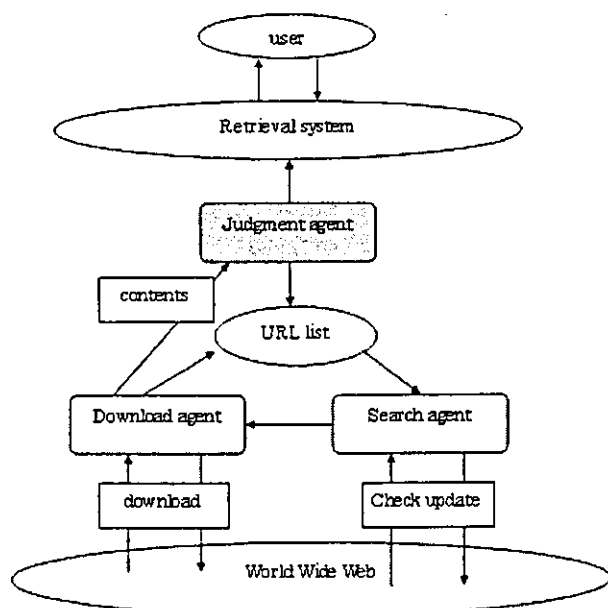 user
Retrieval system
Judgment agent
contents
URL list
Download agent
Search agent
download
Check update
World Wide Web